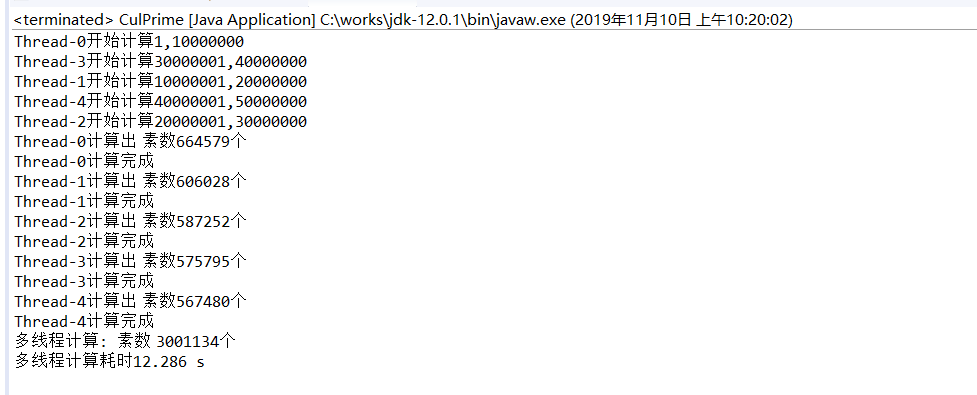 <terminated> CulPrime [Java Application] C:\works\jdk-12.0.1\bin\javaw.exe (2019年11月10日 上午10:20:02)
Thread-0开始计算1,10000000
Thread-3开始计算30000001,40000000
Thread-1开始计算10000001,20000000
Thread-4开始计算40000001,50000000
Thread-2开始计算20000001,30000000
Thread-0计算出 素数664579个
Thread-0计算完成
Thread-1计算出 素数606028个
Thread-1计算完成
Thread-2计算出 素数587252个
Thread-2计算完成
Thread-3计算出 素数575795个
Thread-3计算完成
Thread-4计算出 素数567480个
Thread-4计算完成
多线程计算: 素数 3001134个
多线程计算耗时12.286 s